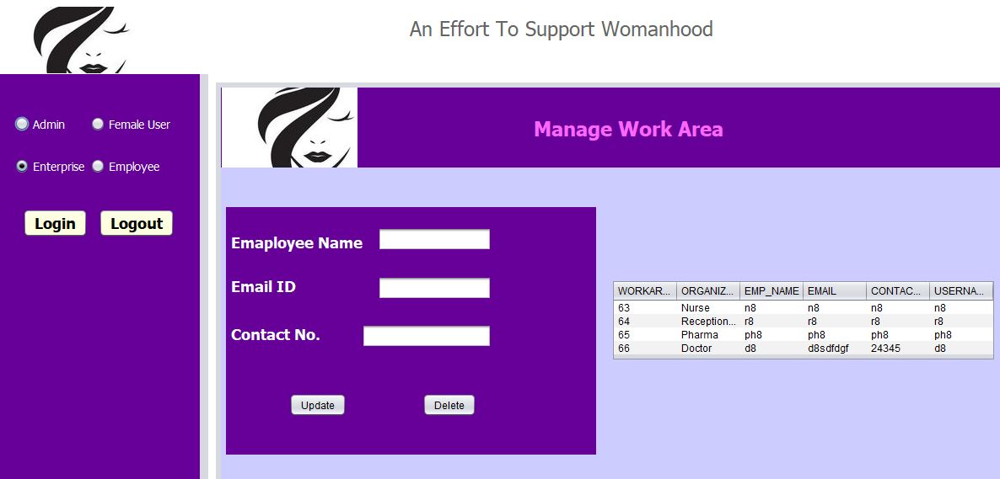 An Effort To Support Womanhood
Admin Female User
Enterprise Employee
Login Logout
Manage Work Area
Emaployee Name
Email ID
Contact No.
Update Delete
WORKAR... ORGANIZ... EMP_NAME EMAIL CONTAC... USERNA...
63 Nurse n8 n8 n8 n8
64 Reception... r8 r8 r8 r8
65 Pharma ph8 ph8 ph8 ph8
66 Doctor d8 d8sdfdgf 24345 d8